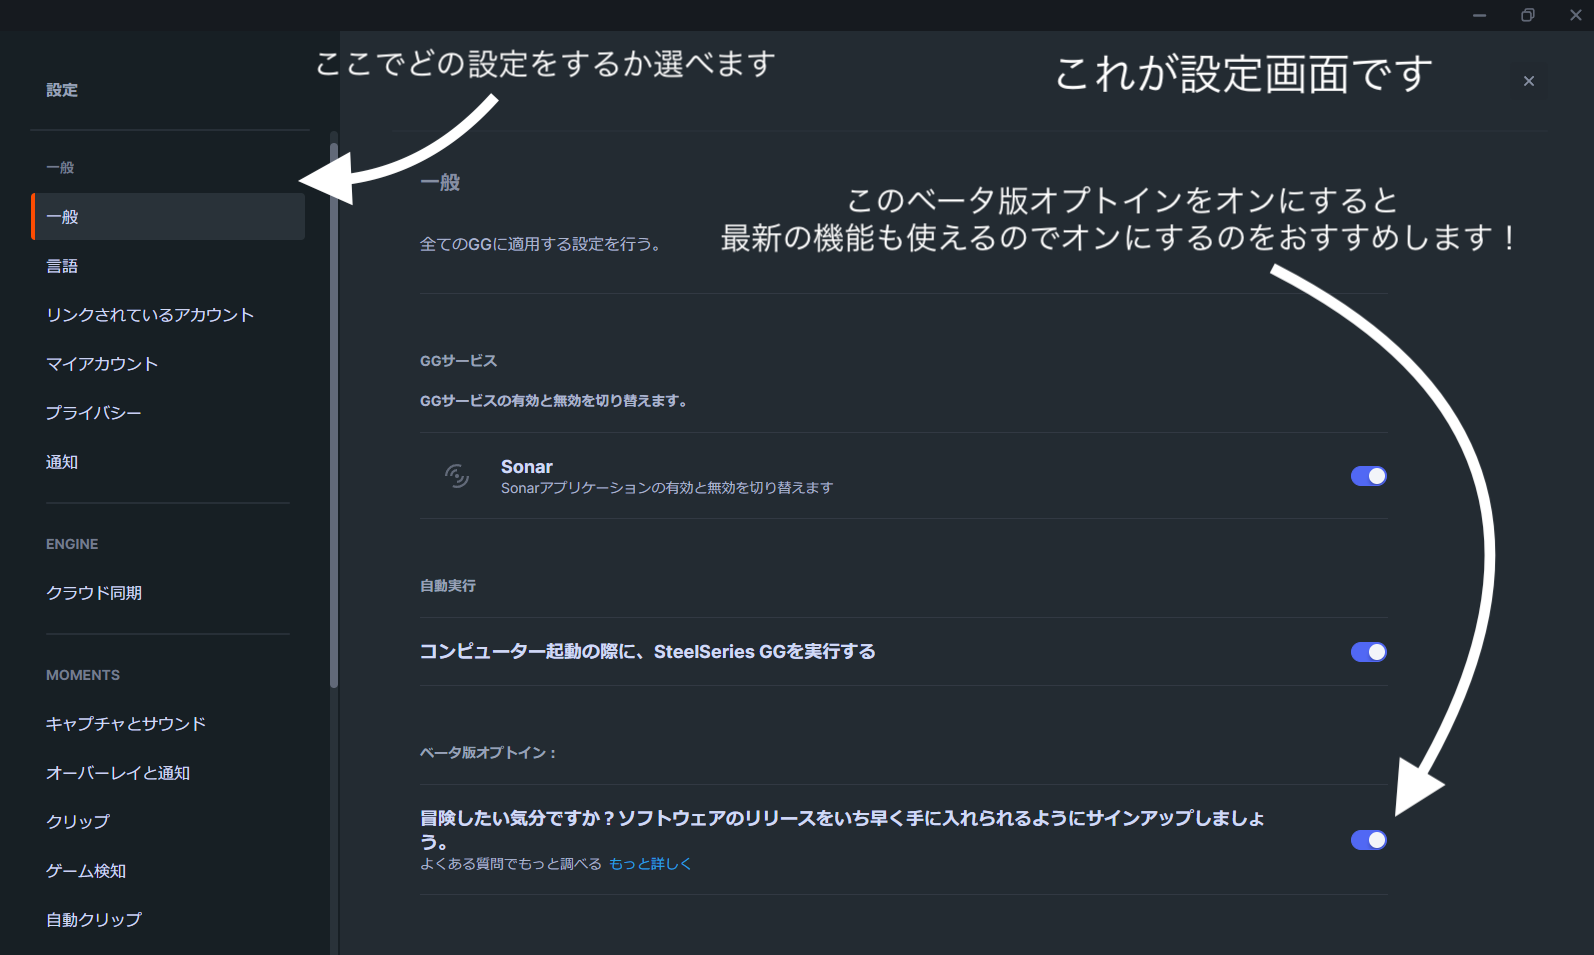 ここでどの設定をするか選べます
これが設定画面です
設定
一般
一般
言語
リンクされているアカウント
マイアカウント
プライバシー
通知
ENGINE
クラウド同期
MOMENTS
キャプチャとサウンド
オーバーレイと通知
クリップ
ゲーム検知
自動クリップ
一般
このベータ版オプトインをオンにすると
最新の機能も使えるのでオンにするのをおすすめします！
全てのGGに適用する設定を行う。
GGサービス
GGサービスの有効と無効を切り替えます。
Sonar
Sonarアプリケーションの有効と無効を切り替えます
自動実行
コンピューター起動の際に、SteelSeries GGを実行する
ベータ版オプトイン：
冒険したい気分ですか？ソフトウェアのリリースをいち早く手に入れられるようにサインアップしましょ
う。
よくある質問でもっと調べる もっと詳しく